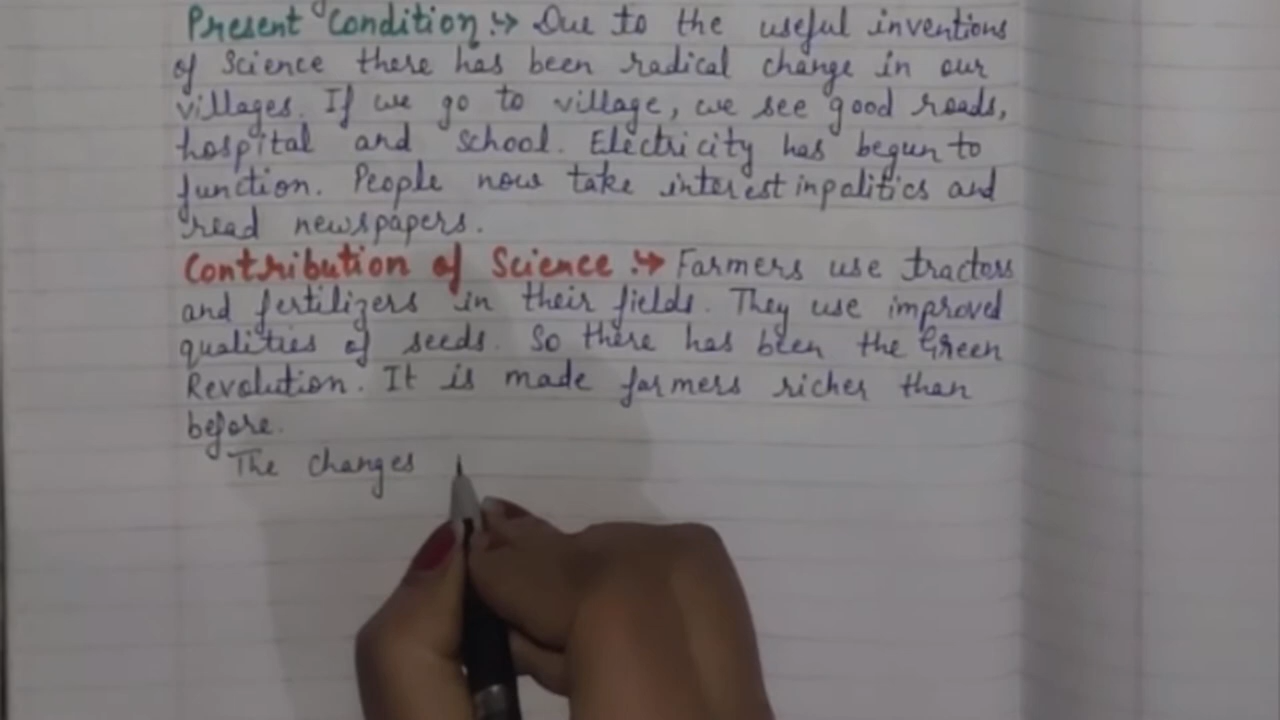 Present Condition :→ Due to the useful inventions
of Science there has been radical change in our
villages. If we go to village, we see good roads,
hospital and school. Electricity has begun to
function. People now take interest in politics and
read newspapers.
Contribution of Science :→ Farmers use tractors
and fertilizers in their fields. They use improved
qualities of seeds. So there has been the Green
Revolution. It is made farmers richer than
before.
The changes